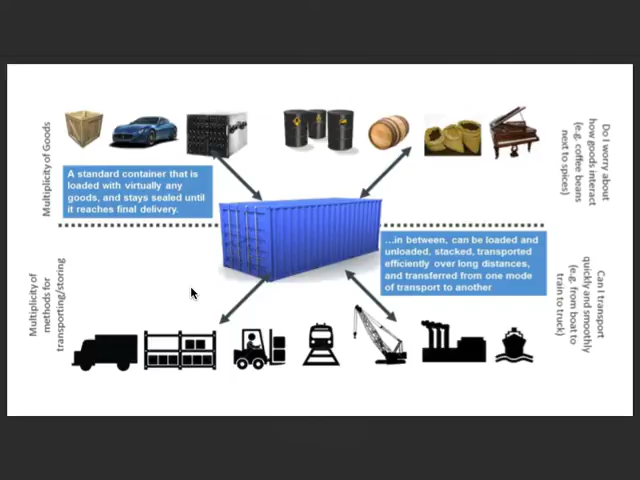 Multiplicity of Goods
Do I worry about
how goods interact
(e.g. coffee beans
next to spices)
A standard container that is
loaded with virtually any
goods, and stays sealed until
it reaches final delivery.
...in between, can be loaded and
unloaded, stacked, transported
efficiently over long distances,
and transferred from one mode
of transport to another
Multiplicity of
methods for
transporting/storing
Can I transport
quickly and smoothly
(e.g. from boat to
train to truck)